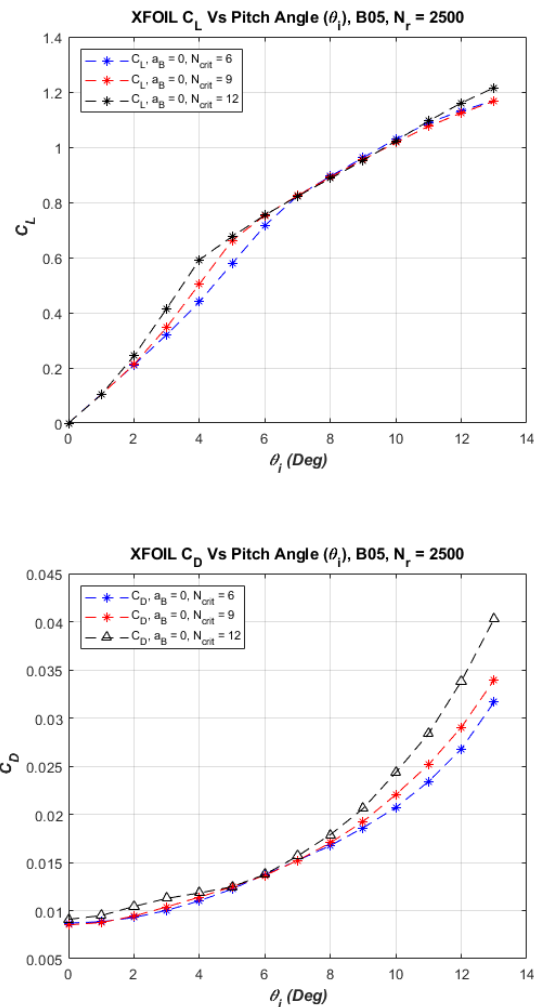 XFOIL C_L Vs Pitch Angle (θ_i), B05, N_r = 2500
C_L, a_B = 0, N_crit = 6
C_L, a_B = 0, N_crit = 9
C_L, a_B = 0, N_crit = 12
1.4
1.2
1
0.8
0.6
0.4
0.2
0
C_L
0 2 4 6 8 10 12 14
θ_i (Deg)
XFOIL C_D Vs Pitch Angle (θ_i), B05, N_r = 2500
C_D, a_B = 0, N_crit = 6
C_D, a_B = 0, N_crit = 9
C_D, a_B = 0, N_crit = 12
0.045
0.04
0.035
0.03
0.025
0.02
0.015
0.01
0.005
C_D
0 2 4 6 8 10 12 14
θ_i (Deg)